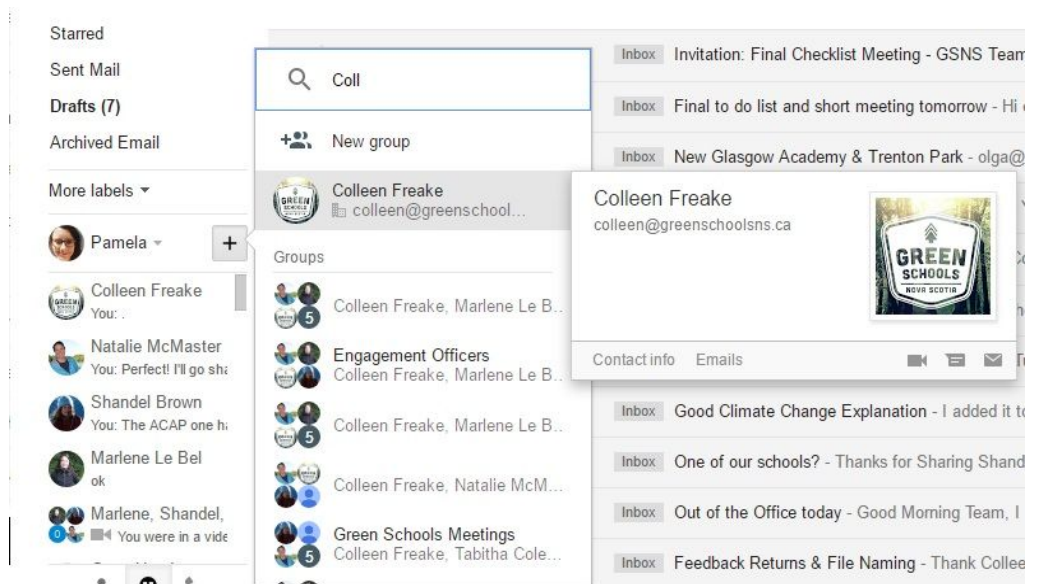 Starred
Sent Mail
Drafts (7)
Archived Email
More labels
Pamela
+
Colleen Freake
You: .
Natalie McMaster
You: Perfect! I'll go sha
Shandel Brown
You: The ACAP one ha
Marlene Le Bel
ok
Marlene, Shandel,
0
You were in a vide
Coll
New group
Colleen Freake
colleen@greenschool...
Groups
Colleen Freake, Marlene Le B..
5
Engagement Officers
Colleen Freake, Marlene Le B..
Colleen Freake, Marlene Le B..
5
Colleen Freake, Natalie McM...
Green Schools Meetings
Colleen Freake, Tabitha Cole...
5
Colleen Freake
colleen@greenschoolsns.ca
GREEN
SCHOOLS
NOVA SCOTIA
Contact info Emails
Inbox Invitation: Final Checklist Meeting - GSNS Team
Inbox Final to do list and short meeting tomorrow - Hi
Inbox New Glasgow Academy & Trenton Park - olga@
Inbox Good Climate Change Explanation - I added it to
Inbox One of our schools? - Thanks for Sharing Shand
Inbox Out of the Office today - Good Morning Team, I
Inbox Feedback Returns & File Naming - Thank Collee